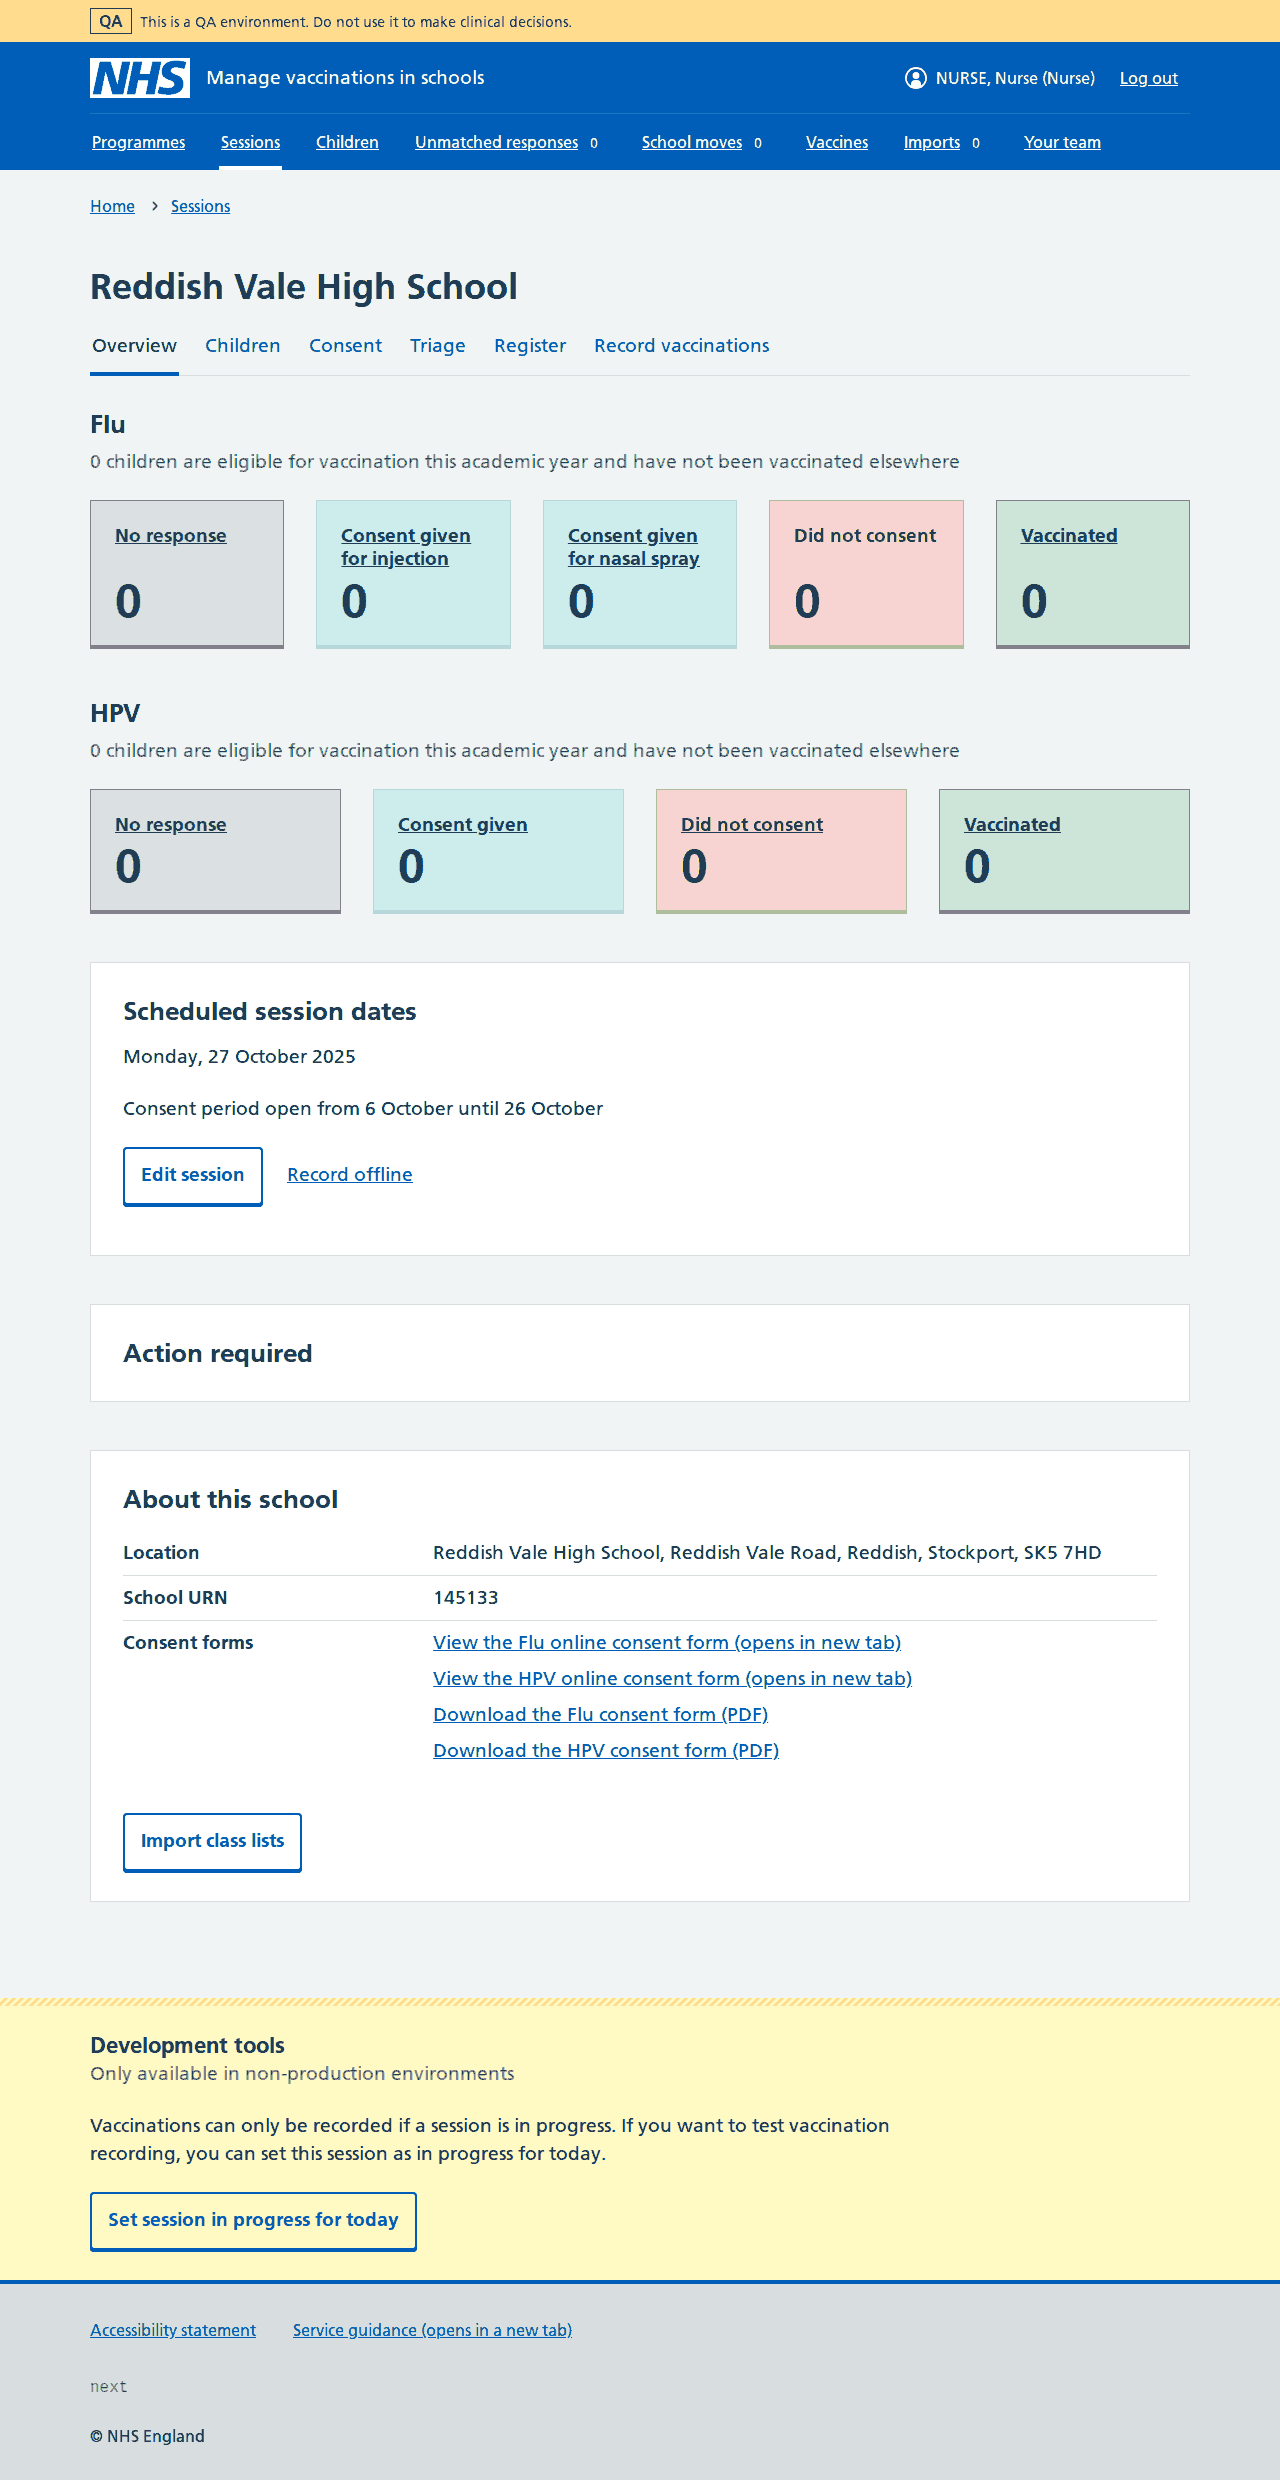 QA This is a QA environment. Do not use it to make clinical decisions.
NHS Manage vaccinations in schools NURSE, Nurse (Nurse) Log out
Programmes Sessions Children Unmatched responses 0 School moves 0 Vaccines Imports 0 Your team
Home › Sessions
Reddish Vale High School
Overview Children Consent Triage Register Record vaccinations
Flu
0 children are eligible for vaccination this academic year and have not been vaccinated elsewhere
No response
0
Consent given
for injection
0
Consent given
for nasal spray
0
Did not consent
0
Vaccinated
0
HPV
0 children are eligible for vaccination this academic year and have not been vaccinated elsewhere
No response
0
Consent given
0
Did not consent
0
Vaccinated
0
Scheduled session dates
Monday, 27 October 2025
Consent period open from 6 October until 26 October
Edit session Record offline
Action required
About this school
Location Reddish Vale High School, Reddish Vale Road, Reddish, Stockport, SK5 7HD
School URN 145133
Consent forms View the Flu online consent form (opens in new tab)
View the HPV online consent form (opens in new tab)
Download the Flu consent form (PDF)
Download the HPV consent form (PDF)
Import class lists
Development tools
Only available in non-production environments
Vaccinations can only be recorded if a session is in progress. If you want to test vaccination
recording, you can set this session as in progress for today.
Set session in progress for today
Accessibility statement Service guidance (opens in a new tab)
next
© NHS England